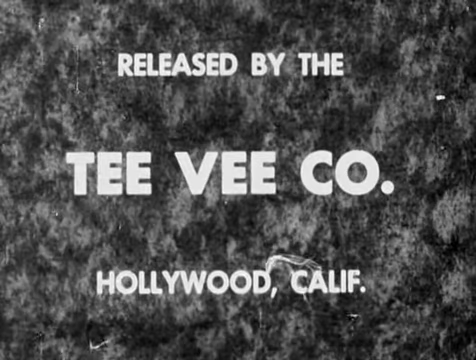 RELEASED BY THE
TEE VEE CO.
HOLLYWOOD, CALIF.